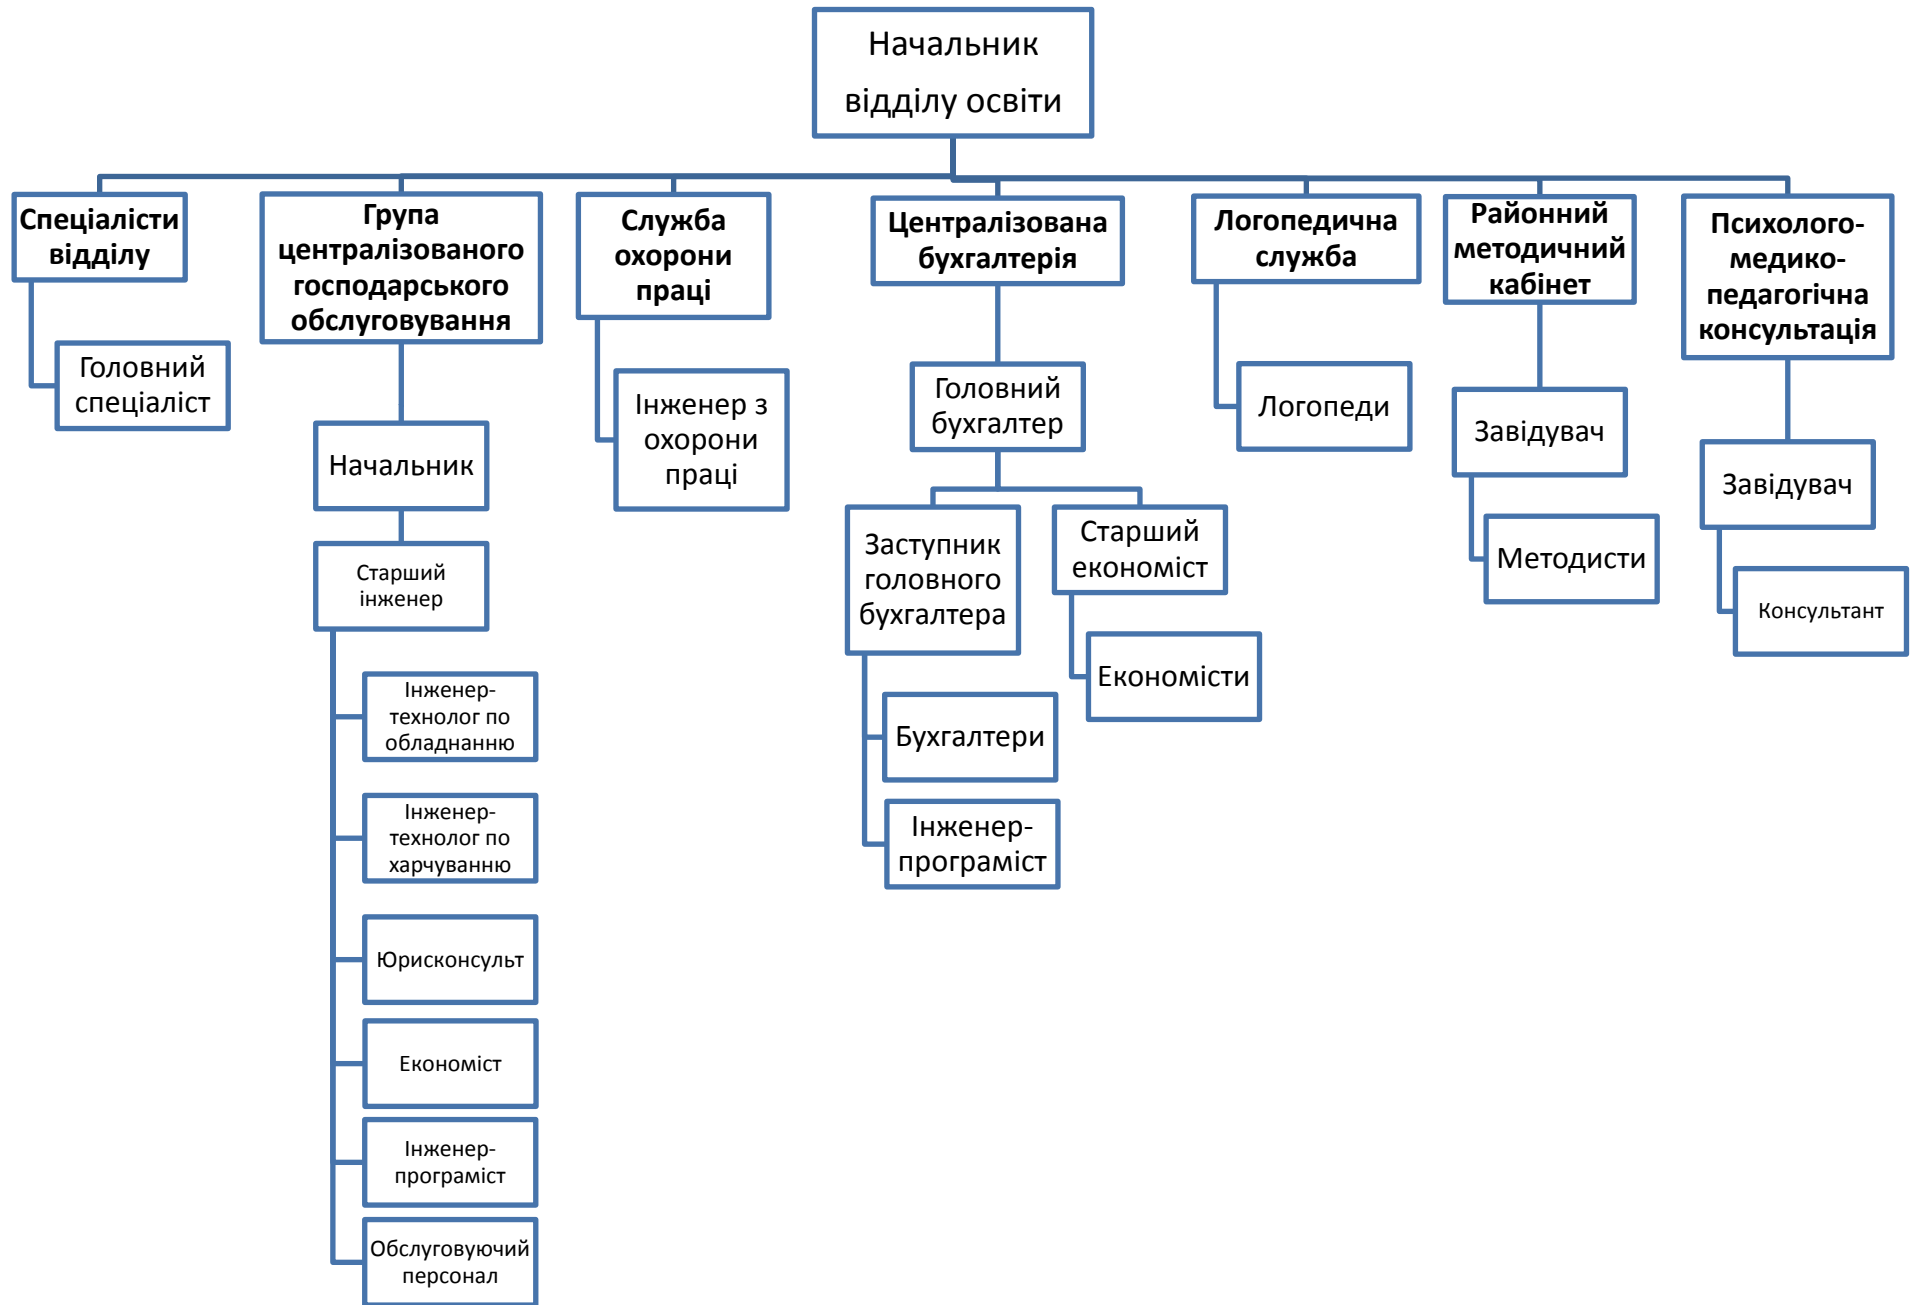 Начальник
відділу освіти
Спеціалісти
відділу
Головний
спеціаліст
Група
централізованого
господарського
обслуговування
Начальник
Старший
інженер
Інженер-
технолог по
обладнанню
Інженер-
технолог по
харчуванню
Юрисконсульт
Економіст
Інженер-
програміст
Обслуговуючий
персонал
Служба
охорони
праці
Інженер з
охорони
праці
Централізована
бухгалтерія
Головний
бухгалтер
Заступник
головного
бухгалтера
Бухгалтери
Інженер-
програміст
Старший
економіст
Економісти
Логопедична
служба
Логопеди
Районний
методичний
кабінет
Завідувач
Методисти
Психолого-
медико-
педагогічна
консультація
Завідувач
Консультант